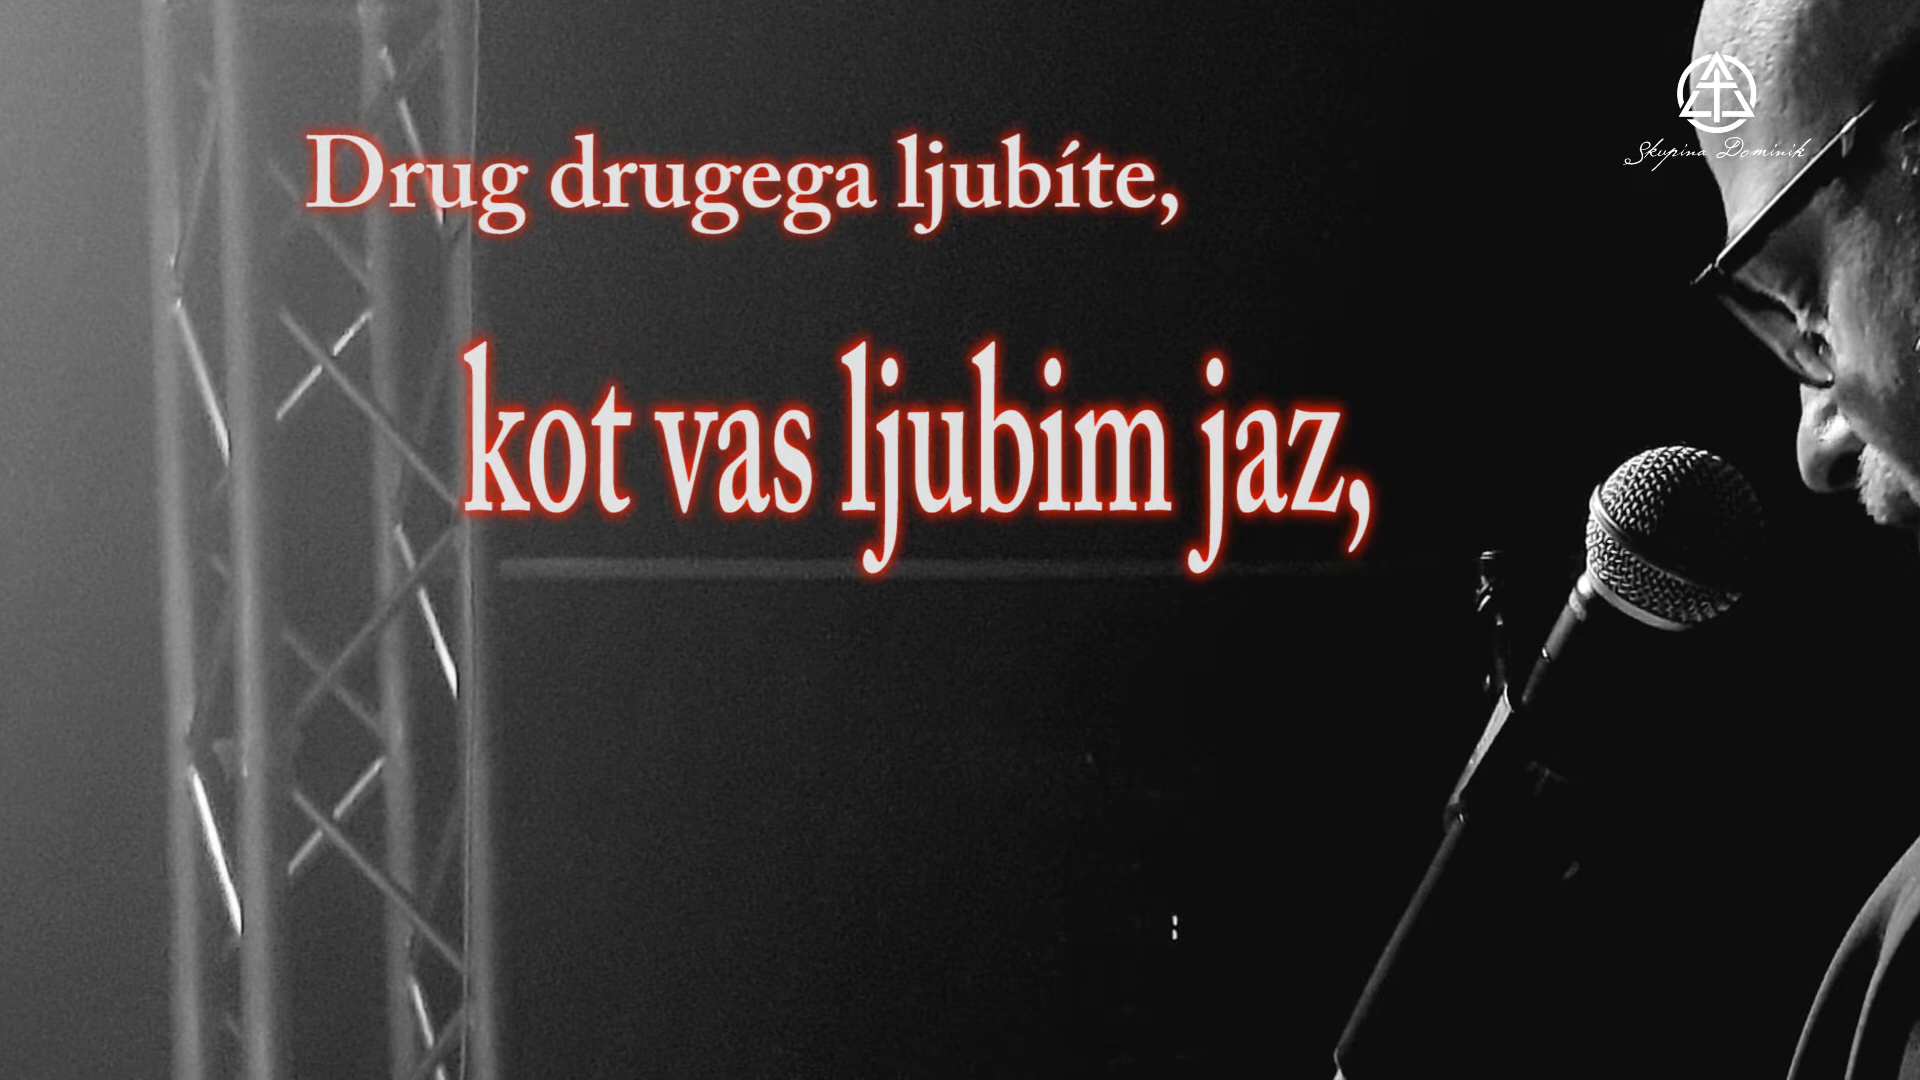 Skupina Dominik
Drug drugega ljubíte,
kot vas ljubim jaz,